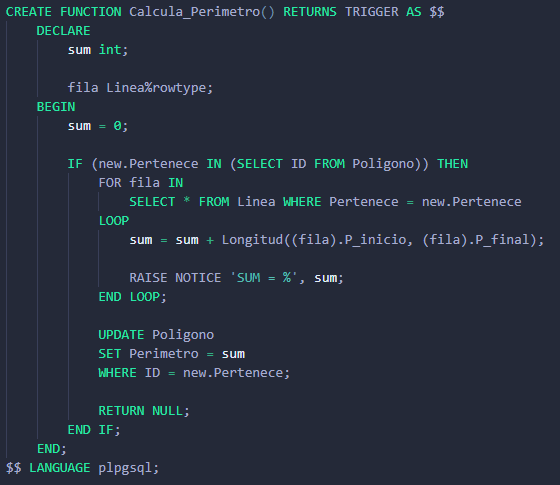 CREATE FUNCTION Calcula_Perimetro() RETURNS TRIGGER AS $$
    DECLARE
        sum int;

        fila Linea%rowtype;
    BEGIN
        sum = 0;

        IF (new.Pertenece IN (SELECT ID FROM Poligono)) THEN
            FOR fila IN
                SELECT * FROM Linea WHERE Pertenece = new.Pertenece
            LOOP
                sum = sum + Longitud((fila).P_inicio, (fila).P_final);

                RAISE NOTICE 'SUM = %', sum;
            END LOOP;

            UPDATE Poligono
            SET Perimetro = sum
            WHERE ID = new.Pertenece;

            RETURN NULL;
        END IF;
    END;
$$ LANGUAGE plpgsql;